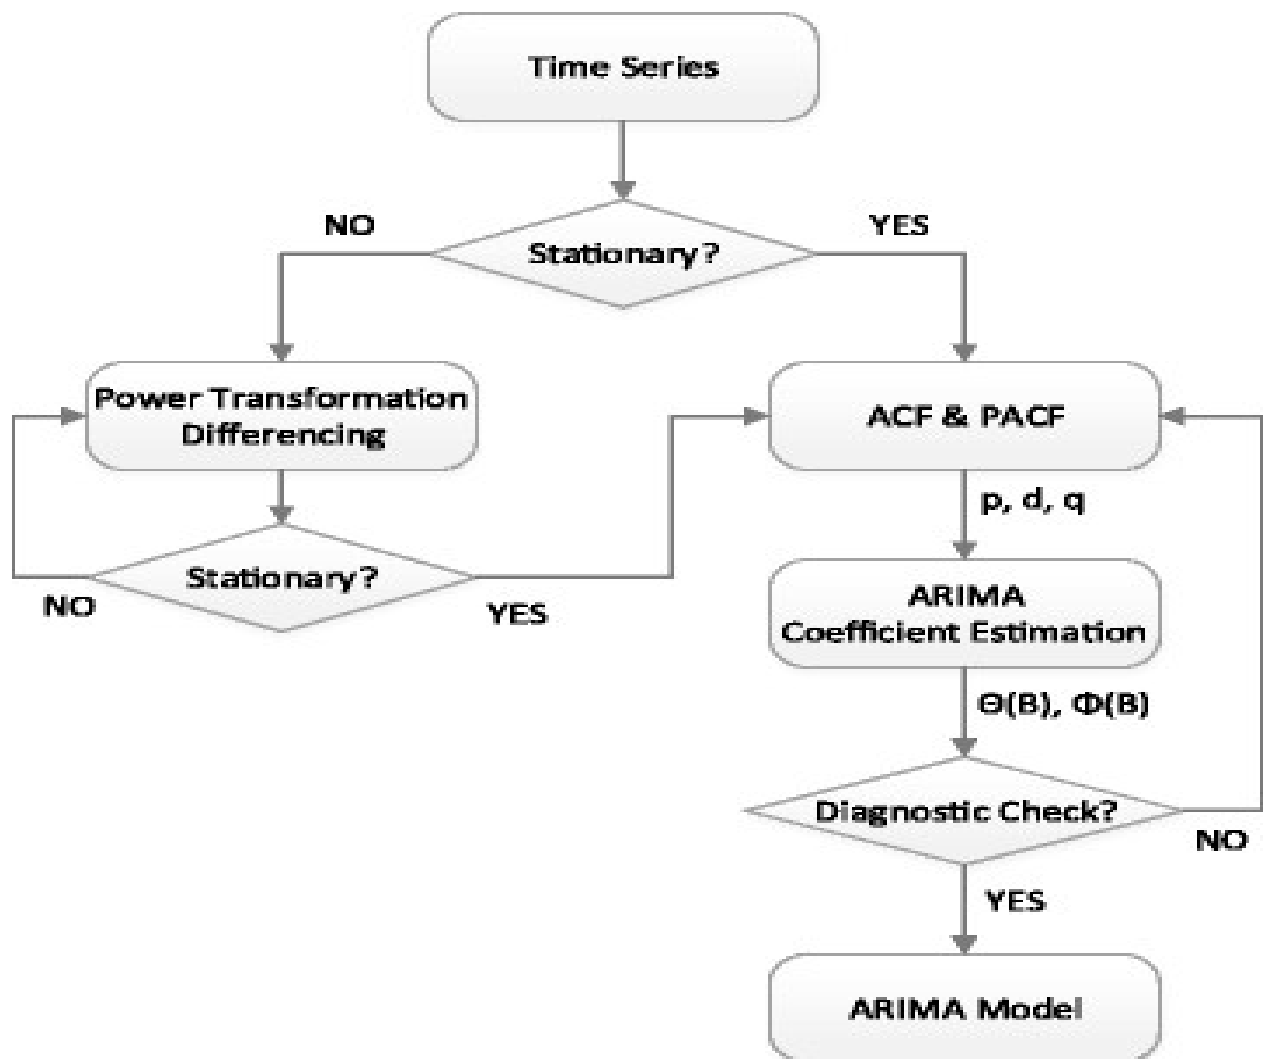 Time Series
NO
YES
Stationary?
Power Transformation
Differencing
ACF & PACF
p, d, q
Stationary?
NO
YES
ARIMA
Coefficient Estimation
Θ(B), Φ(B)
Diagnostic Check?
NO
YES
ARIMA Model